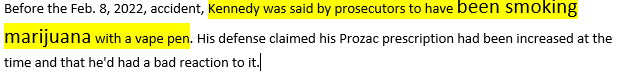 Before the Feb. 8, 2022, accident, Kennedy was said by prosecutors to have been smoking
marijuana with a vape pen. His defense claimed his Prozac prescription had been increased at the
time and that he'd had a bad reaction to it.